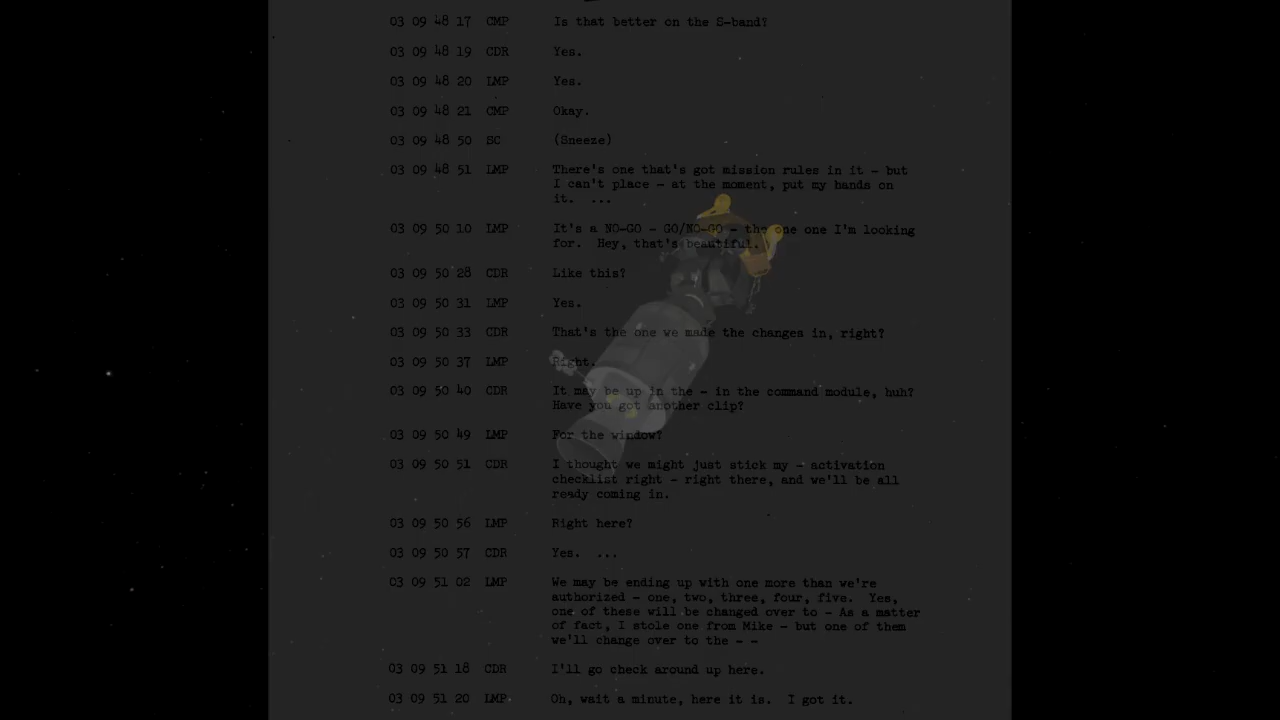 03 09 48 17 CMP Is that better on the S-band?
03 09 48 19 CDR Yes.
03 09 48 20 LMP Yes.
03 09 48 21 CMP Okay.
03 09 48 50 SC (Sneeze)
03 09 48 51 LMP There's one that's got mission rules in it - but
I can't place - at the moment, put my hands on
it. ...
03 09 50 10 LMP It's a NO-GO - GO/NO-GO - the one one I'm looking
for. Hey, that's beautiful.
03 09 50 28 CDR Like this?
03 09 50 31 LMP Yes.
03 09 50 33 CDR That's the one we made the changes in, right?
03 09 50 37 LMP Right.
03 09 50 40 CDR It may be up in the - in the command module, huh?
Have you got another clip?
03 09 50 49 LMP For the window?
03 09 50 51 CDR I thought we might just stick my - activation
checklist right - right there, and we'll be all
ready coming in.
03 09 50 56 LMP Right here?
03 09 50 57 CDR Yes. ...
03 09 51 02 LMP We may be ending up with one more than we're
authorized - one, two, three, four, five. Yes,
one of these will be changed over to - As a matter
of fact, I stole one from Mike - but one of them
we'll change over to the - -
03 09 51 18 CDR I'll go check around up here.
03 09 51 20 LMP Oh, wait a minute, here it is. I got it.